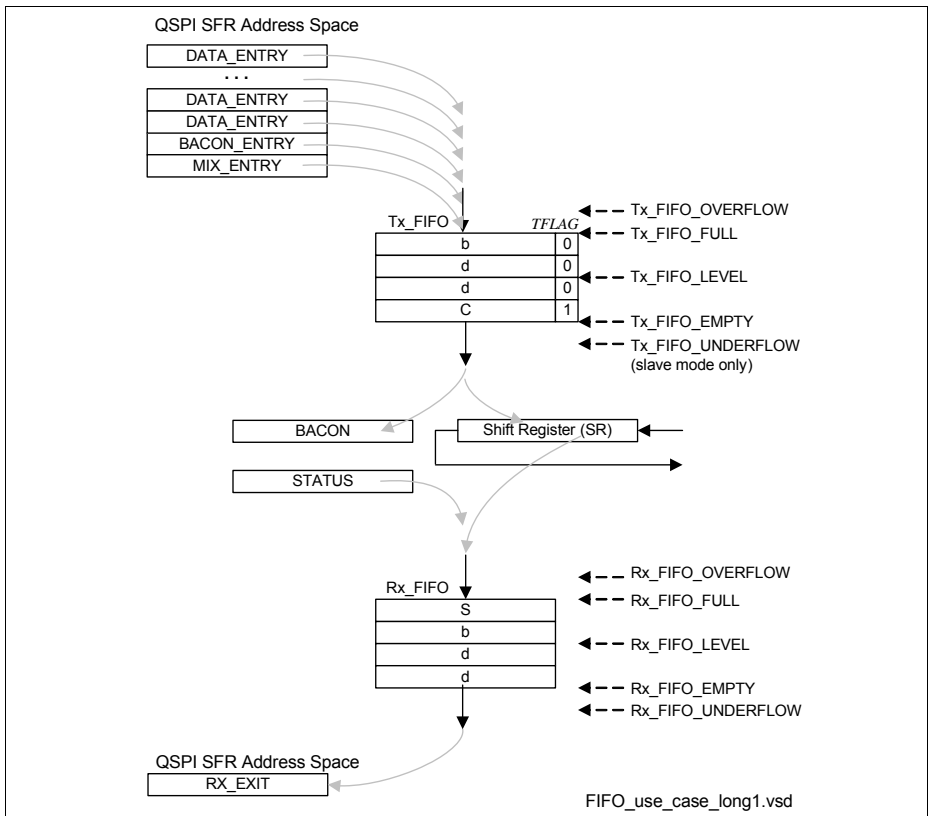 QSPI SFR Address Space
DATA_ENTRY
...
DATA_ENTRY
DATA_ENTRY
BACON_ENTRY
MIX_ENTRY
Tx_FIFO
TFLAG
b 0
d 0
d 0
C 1
Tx_FIFO_OVERFLOW
Tx_FIFO_FULL
Tx_FIFO_LEVEL
Tx_FIFO_EMPTY
Tx_FIFO_UNDERFLOW
(slave mode only)
BACON
Shift Register (SR)
STATUS
Rx_FIFO
S
b
d
d
Rx_FIFO_OVERFLOW
Rx_FIFO_FULL
Rx_FIFO_LEVEL
Rx_FIFO_EMPTY
Rx_FIFO_UNDERFLOW
QSPI SFR Address Space
RX_EXIT
FIFO_use_case_long1.vsd